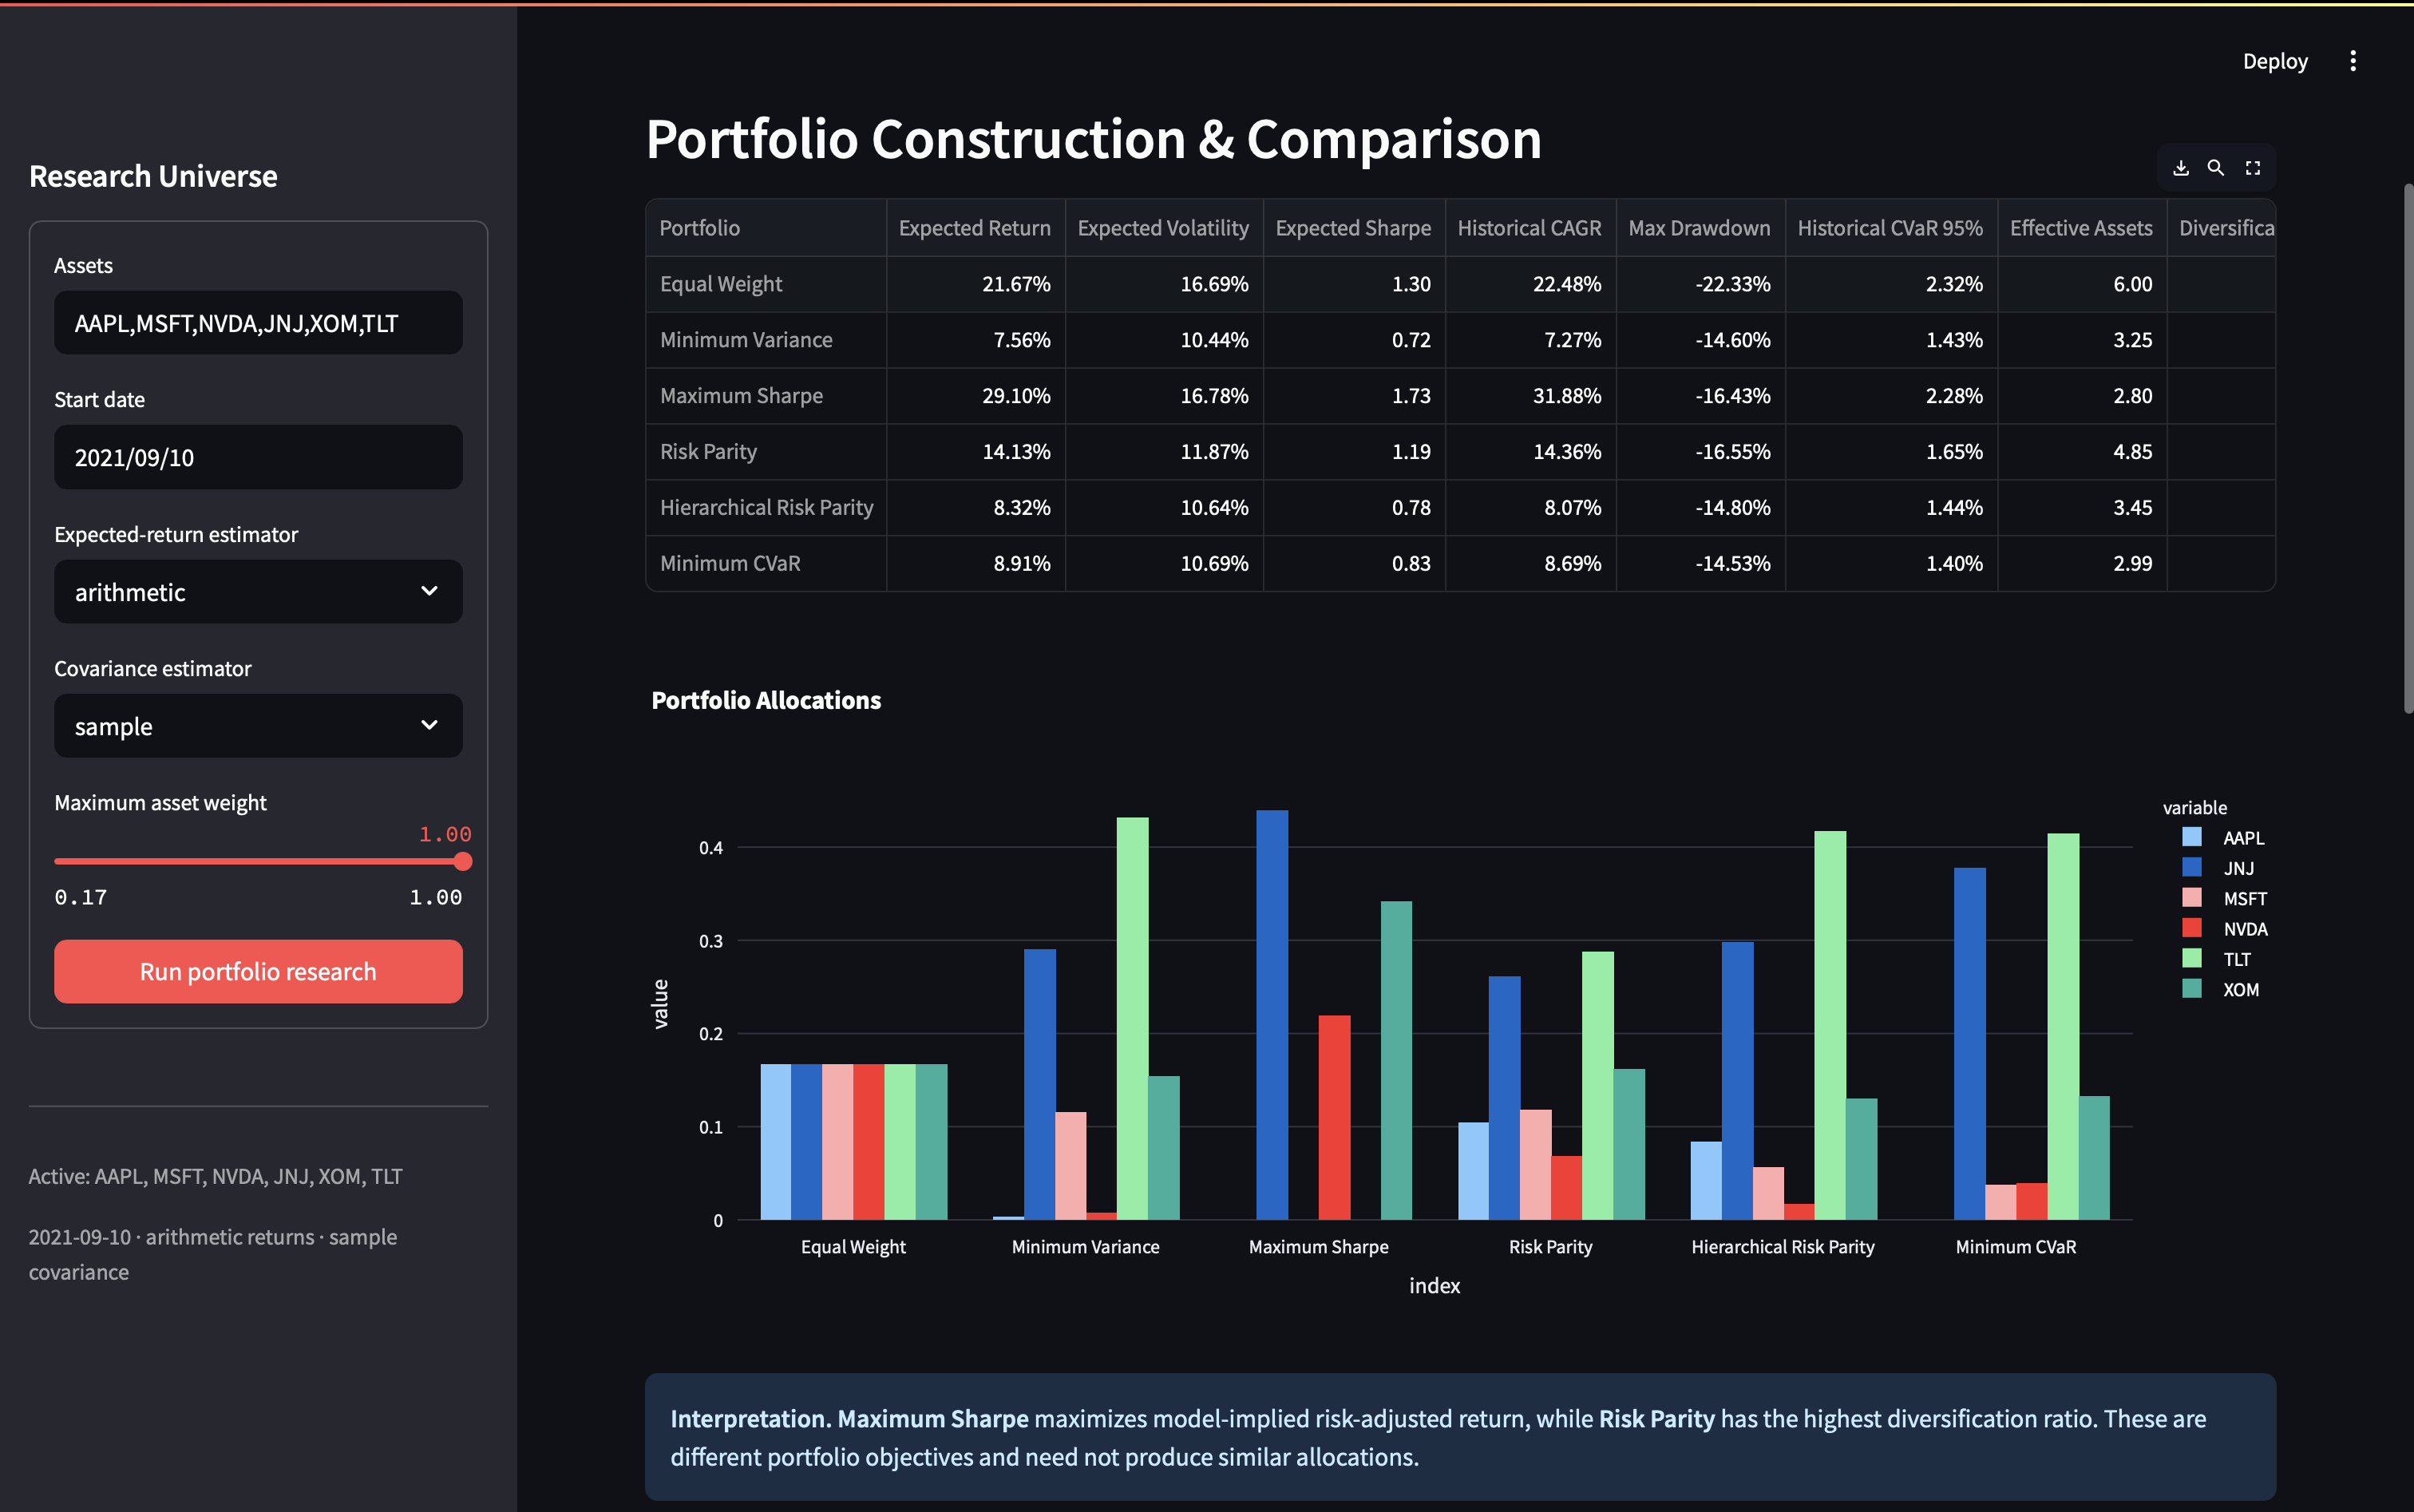 Deploy
Research Universe
Assets
AAPL,MSFT,NVDA,JNJ,XOM,TLT
Start date
2021/09/10
Expected-return estimator
arithmetic
Covariance estimator
sample
Maximum asset weight
1.00
0.17 1.00
Run portfolio research
Active: AAPL, MSFT, NVDA, JNJ, XOM, TLT
2021-09-10 · arithmetic returns · sample
covariance
Portfolio Construction & Comparison
Portfolio Expected Return Expected Volatility Expected Sharpe Historical CAGR Max Drawdown Historical CVaR 95% Effective Assets Diversifica
Equal Weight 21.67% 16.69% 1.30 22.48% -22.33% 2.32% 6.00
Minimum Variance 7.56% 10.44% 0.72 7.27% -14.60% 1.43% 3.25
Maximum Sharpe 29.10% 16.78% 1.73 31.88% -16.43% 2.28% 2.80
Risk Parity 14.13% 11.87% 1.19 14.36% -16.55% 1.65% 4.85
Hierarchical Risk Parity 8.32% 10.64% 0.78 8.07% -14.80% 1.44% 3.45
Minimum CVaR 8.91% 10.69% 0.83 8.69% -14.53% 1.40% 2.99
Portfolio Allocations
value
0.4
0.3
0.2
0.1
0
Equal Weight Minimum Variance Maximum Sharpe Risk Parity Hierarchical Risk Parity Minimum CVaR
index
variable
AAPL
JNJ
MSFT
NVDA
TLT
XOM
Interpretation. Maximum Sharpe maximizes model-implied risk-adjusted return, while Risk Parity has the highest diversification ratio. These are
different portfolio objectives and need not produce similar allocations.